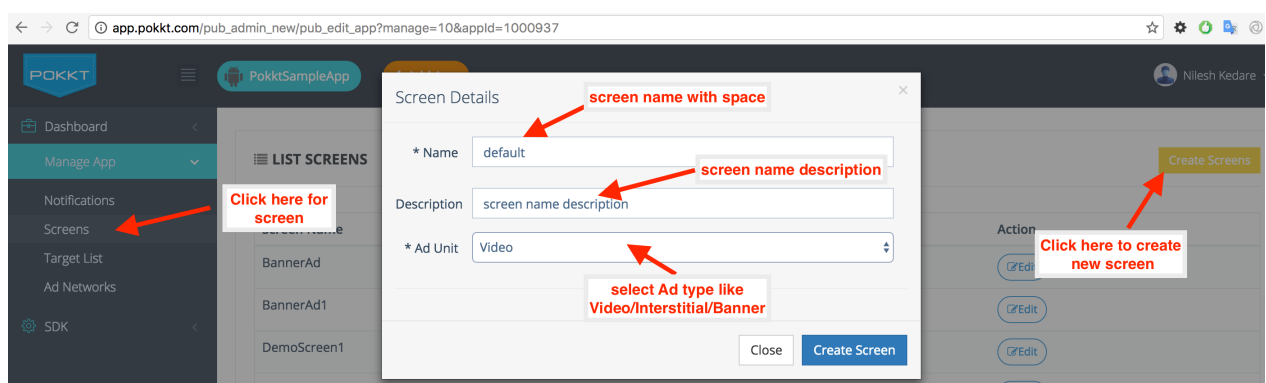 app.pokkt.com/pub_admin_new/pub_edit_app?manage=10&appId=1000937
POKKT
PokktSampleApp
Nilesh Kedare
Dashboard
Manage App
Notifications
Screens
Target List
Ad Networks
SDK
Click here for
screen
LIST SCREENS
Create Screens
Screen Name
Action
BannerAd
BannerAd1
Edit
DemoScreen1
Edit
Click here to create
new screen
Screen Details
×
screen name with space
* Name
default
screen name description
Description
screen name description
* Ad Unit
Video
select Ad type like
Video/Interstitial/Banner
Close
Create Screen